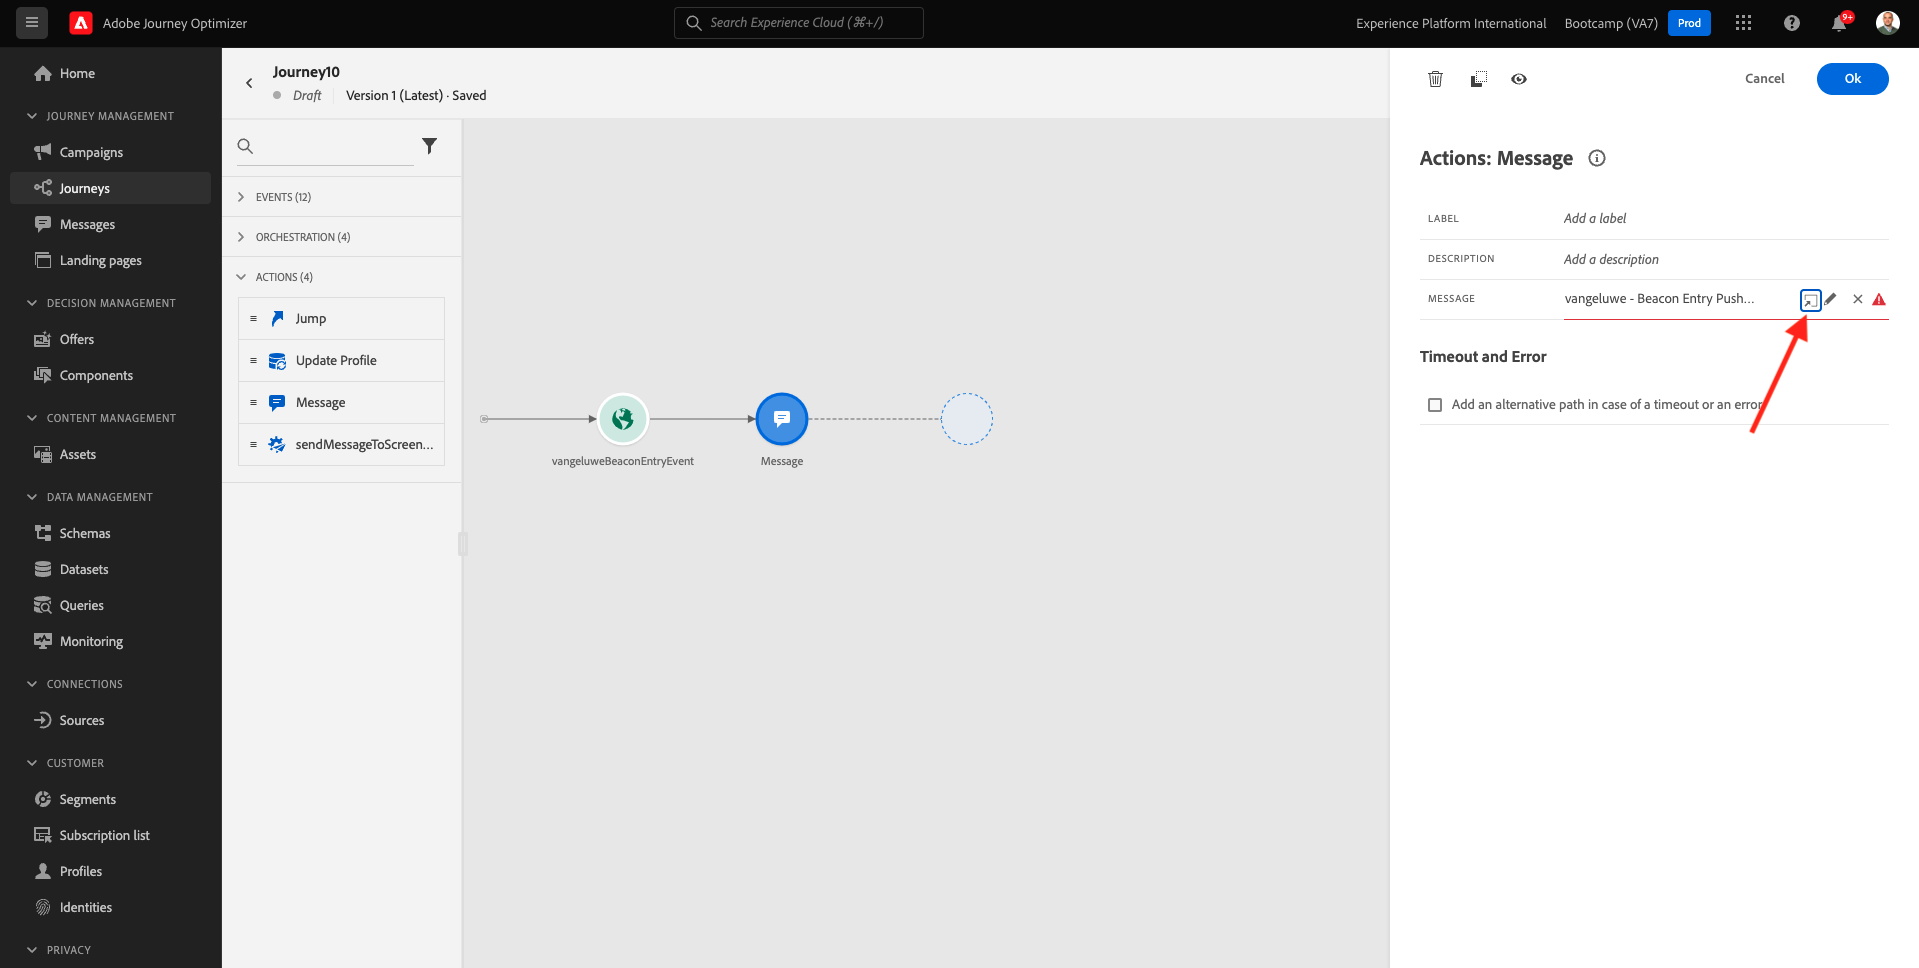 Adobe Journey Optimizer
Search Experience Cloud (⌘+/)
Experience Platform International
Bootcamp (VA7)
Prod
9+
Home
JOURNEY MANAGEMENT
Campaigns
Journeys
Messages
Landing pages
DECISION MANAGEMENT
Offers
Components
CONTENT MANAGEMENT
Assets
DATA MANAGEMENT
Schemas
Datasets
Queries
Monitoring
CONNECTIONS
Sources
CUSTOMER
Segments
Subscription list
Profiles
Identities
PRIVACY
Journey10
Draft
Version 1 (Latest) · Saved
EVENTS (12)
ORCHESTRATION (4)
ACTIONS (4)
Jump
Update Profile
Message
sendMessageToScreen...
vangeluweBeaconEntryEvent
Message
Cancel
Ok
Actions: Message
LABEL
Add a label
DESCRIPTION
Add a description
MESSAGE
vangeluwe - Beacon Entry Push...
Timeout and Error
Add an alternative path in case of a timeout or an error